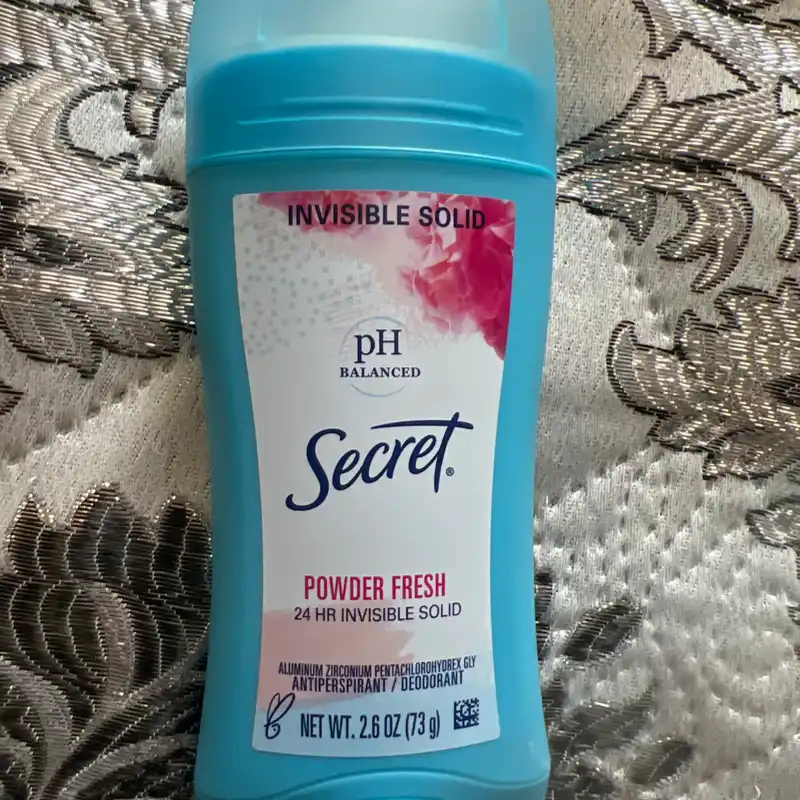 INVISIBLE SOLID
pH
BALANCED
Secret®
POWDER FRESH
24 HR INVISIBLE SOLID
ALUMINUM ZIRCONIUM PENTACHLOROHYDREX GLY
ANTIPERSPIRANT / DEODORANT
NET WT. 2.6 OZ (73 g)